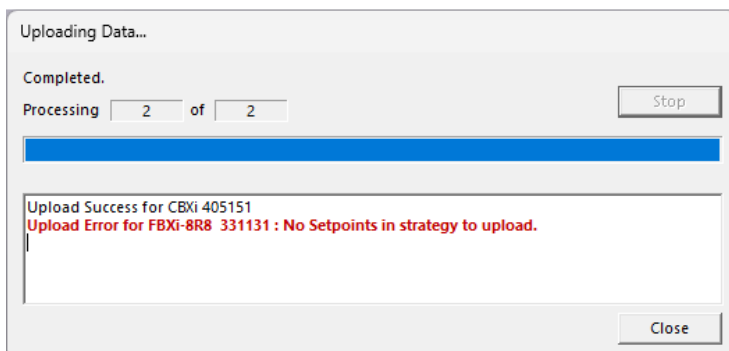 Uploading Data...
Completed.
Processing 2 of 2
Stop
Upload Success for CBXi 405151
Upload Error for FBXi-8R8  331131 : No Setpoints in strategy to upload.
Close